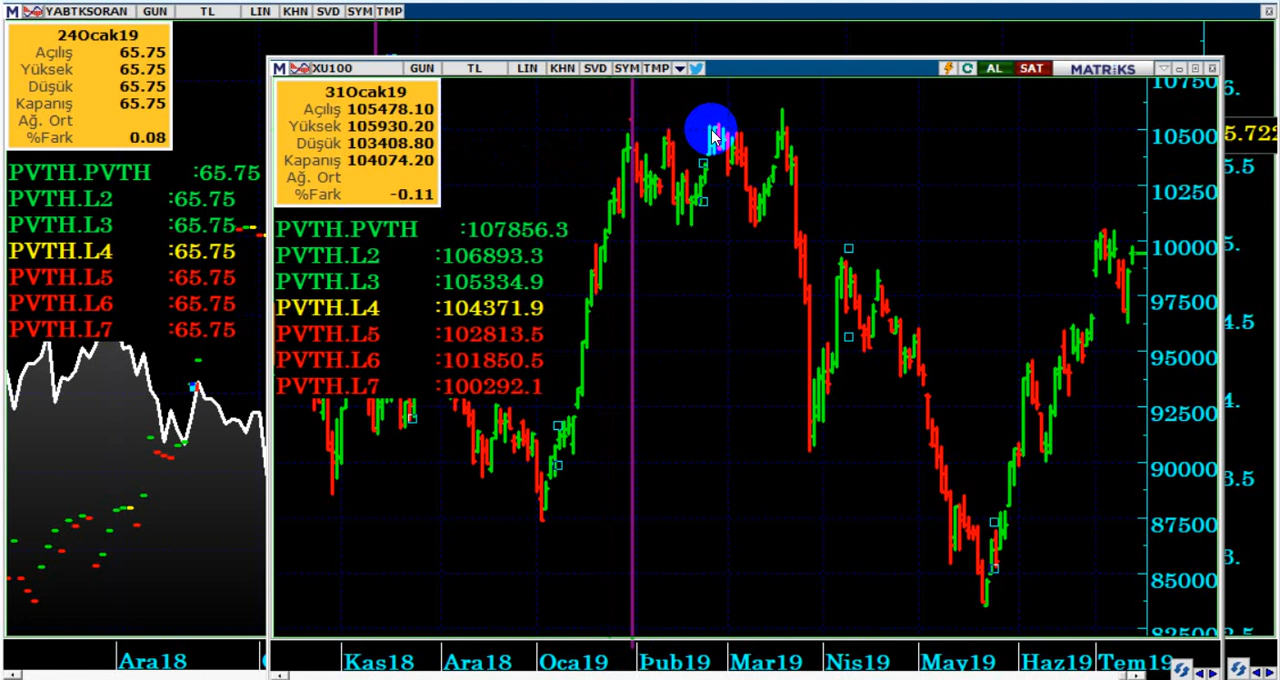 M YABTKSORAN GUN TL LIN KHN SVD SYM TMP
24Ocak19
Açılış 65.75
Yüksek 65.75
Düşük 65.75
Kapanış 65.75
Ağ. Ort
%Fark 0.08
PVTH.PVTH :65.75
PVTH.L2 :65.75
PVTH.L3 :65.75
PVTH.L4 :65.75
PVTH.L5 :65.75
PVTH.L6 :65.75
PVTH.L7 :65.75
Ara18
M XU100 GUN TL LIN KHN SVD SYM TMP AL SAT MATRİKS
31Ocak19
Açılış 105478.10
Yüksek 105930.20
Düşük 103408.80
Kapanış 104074.20
Ağ. Ort
%Fark -0.11
PVTH.PVTH :107856.3
PVTH.L2 :106893.3
PVTH.L3 :105334.9
PVTH.L4 :104371.9
PVTH.L5 :102813.5
PVTH.L6 :101850.5
PVTH.L7 :100292.1
10750
10500
10250
10000
97500
95000
92500
90000
87500
85000
82500
Kas18 Ara18 Oca19 Þub19 Mar19 Nis19 May19 Haz19 Tem19
6.
5.722
5.5
5.
4.5
4.
3.5
3.